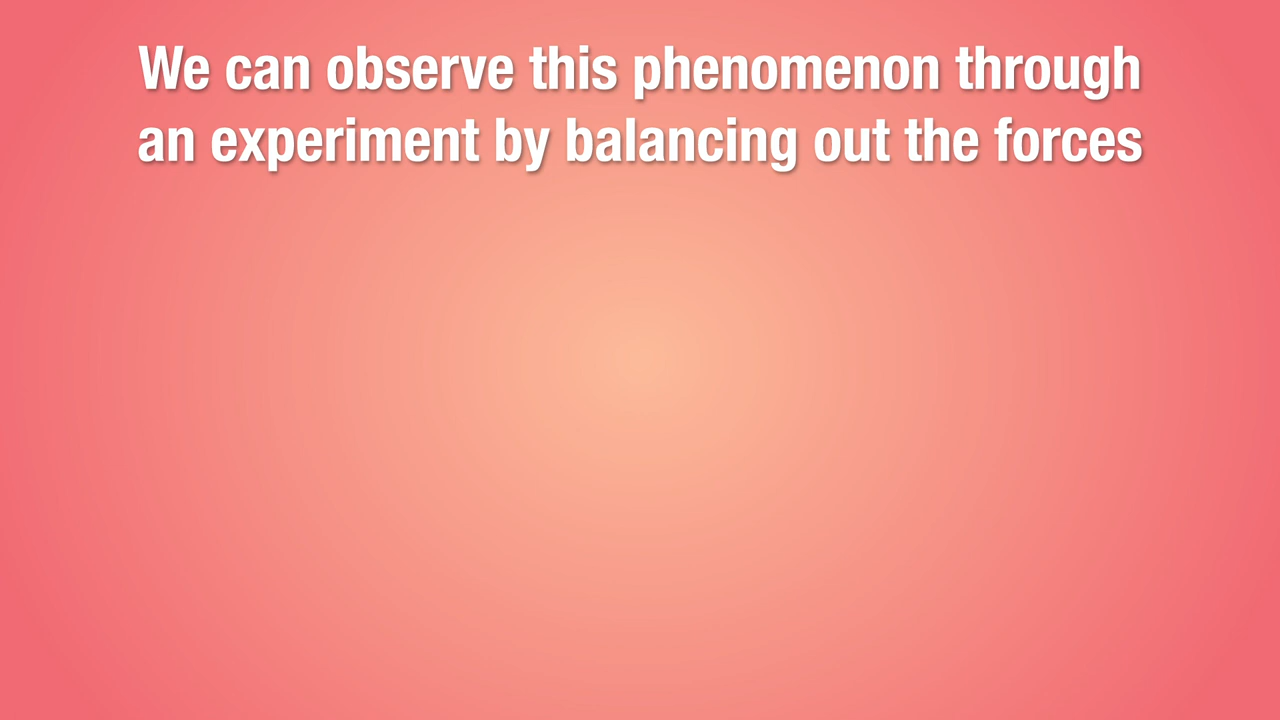 We can observe this phenomenon through
an experiment by balancing out the forces